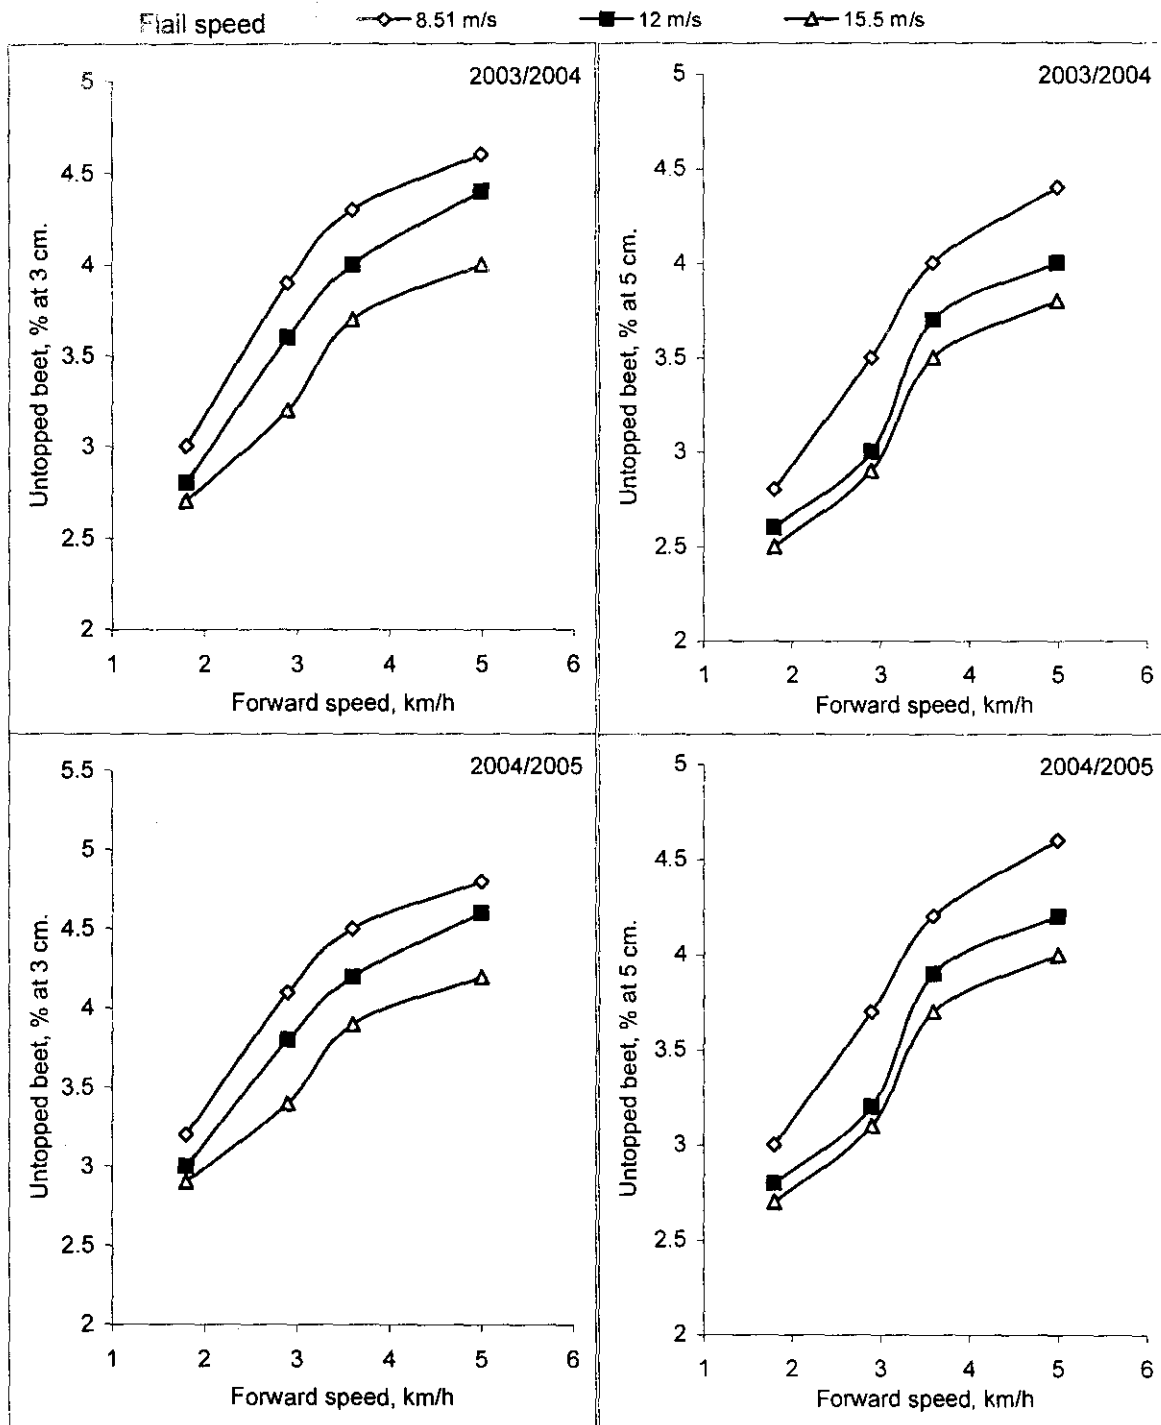 Flail speed 8.51 m/s 12 m/s 15.5 m/s
2003/2004
Untopped beet, % at 3 cm.
5
4.5
4
3.5
3
2.5
2
1 2 3 4 5 6
Forward speed, km/h
2003/2004
Untopped beet, % at 5 cm.
5
4.5
4
3.5
3
2.5
2
1 2 3 4 5 6
Forward speed, km/h
2004/2005
Untopped beet, % at 3 cm.
5.5
5
4.5
4
3.5
3
2.5
2
1 2 3 4 5 6
Forward speed, km/h
2004/2005
Untopped beet, % at 5 cm.
5
4.5
4
3.5
3
2.5
2
1 2 3 4 5 6
Forward speed, km/h